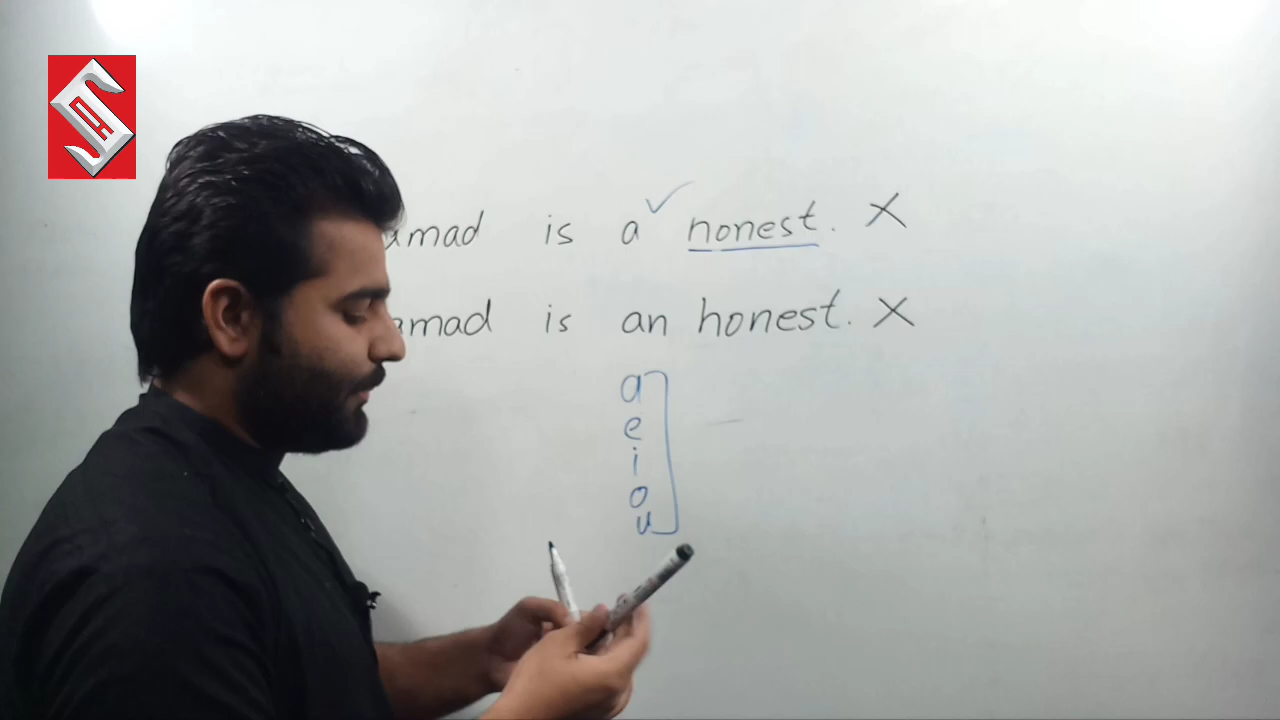 amad is a honest. X
amad is an honest. X
a
e
i
o
u